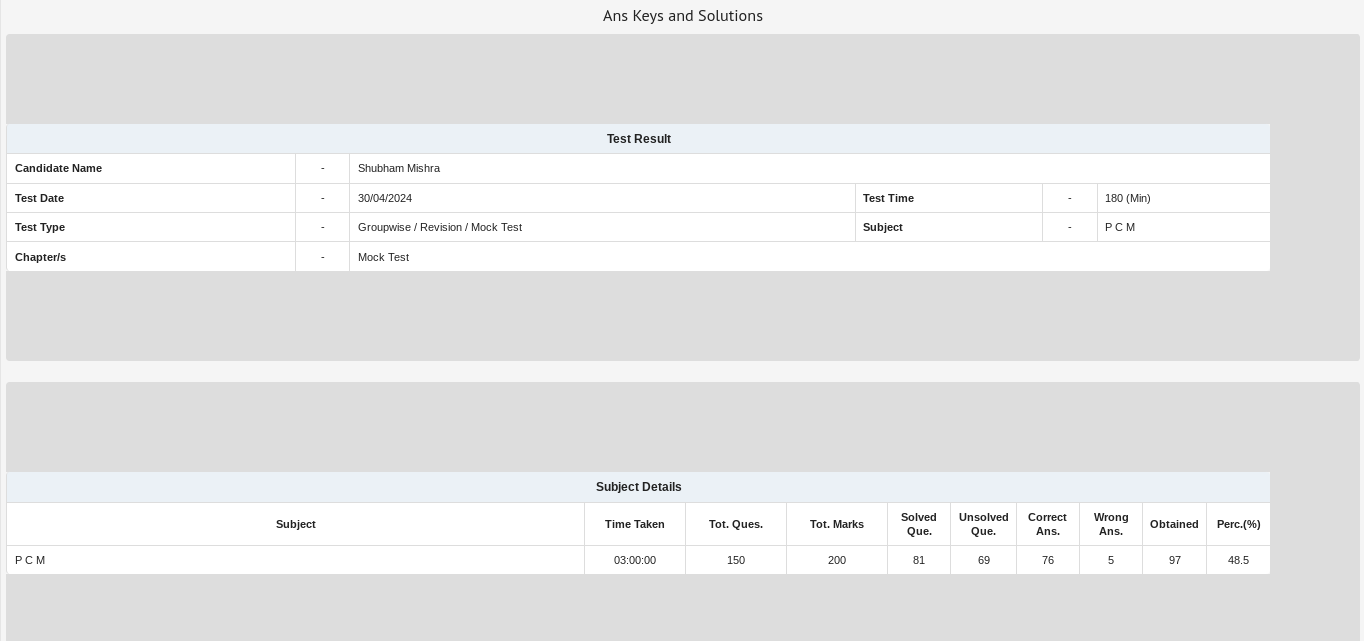 Ans Keys and Solutions
Test Result
Candidate Name - Shubham Mishra
Test Date - 30/04/2024 Test Time - 180 (Min)
Test Type - Groupwise / Revision / Mock Test Subject - P C M
Chapter/s - Mock Test
Subject Details
Subject Time Taken Tot. Ques. Tot. Marks Solved Que. Unsolved Que. Correct Ans. Wrong Ans. Obtained Perc.(%)
P C M 03:00:00 150 200 81 69 76 5 97 48.5